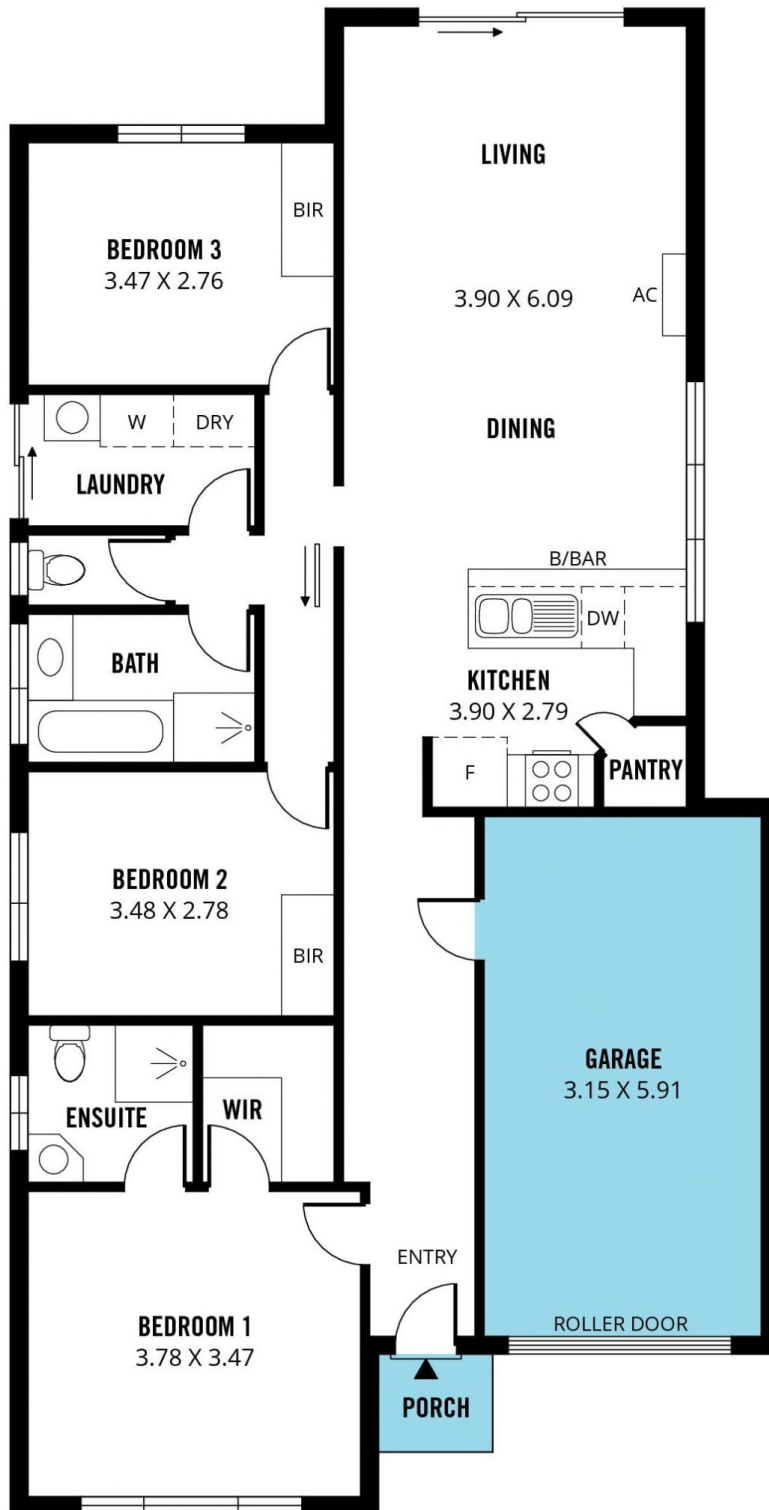 LIVING
BIR
BEDROOM 3
3.47 X 2.76
3.90 X 6.09
AC
W
DRY
LAUNDRY
DINING
B/BAR
DW
BATH
KITCHEN
3.90 X 2.79
F
PANTRY
BEDROOM 2
3.48 X 2.78
BIR
GARAGE
3.15 X 5.91
ENSUITE
WIR
ENTRY
ROLLER DOOR
BEDROOM 1
3.78 X 3.47
PORCH